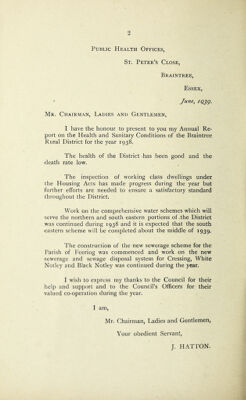 2
PUBLIC HEALTH OFFICES,
ST. PETER'S CLOSE,
BRAINTREE,
ESSEX,
June, 1939.
MR. CHAIRMAN, LADIES AND GENTLEMEN,
I have the honour to present to you my Annual Re-
port on the Health and Sanitary Conditions of the Braintree
Rural District for the year 1938.
The health of the District has been good and the
death rate low.
The inspection of working class dwellings under
the Housing Acts has made progress during the year but
further efforts are needed to ensure a satisfactory standard
throughout the District.
Work on the comprehensive water schemes which will
serve the northern and south eastern portions of the District
was continued during 1938 and it is expected that the south
eastern scheme will be completed about the middle of 1939.
The construction of the new sewerage scheme for the
Parish of Feering was commenced and work on the new
sewerage and sewage disposal system for Cressing, White
Notley and Black Notley was continued during the year.
I wish to express my thanks to the Council for their
help and support and to the Council's Officers for their
valued co-operation during the year.
I am,
Mr. Chairman, Ladies and Gentlemen,
Your obedient Servant,
J. HATTON.